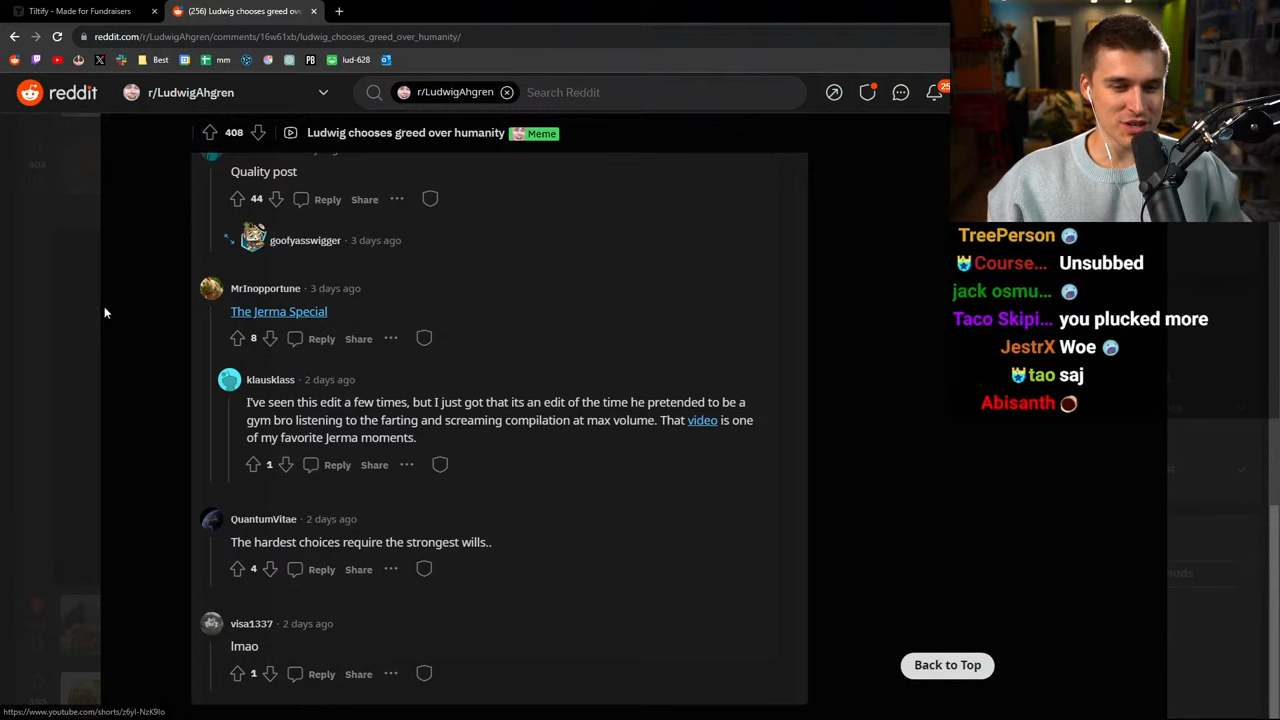 Tiltify - Made for Fundraisers
(256) Ludwig chooses greed ov
reddit.com/r/LudwigAhgren/comments/16w61xb/ludwig_chooses_greed_over_humanity/
Best
mm
PB
lud-628
reddit
r/LudwigAhgren
r/LudwigAhgren
Search Reddit
25
408
Ludwig chooses greed over humanity
Meme
Quality post
44
Reply
Share
goofyasswigger · 3 days ago
MrInopportune · 3 days ago
The Jerma Special
8
Reply
Share
klausklass · 2 days ago
I've seen this edit a few times, but I just got that its an edit of the time he pretended to be a
gym bro listening to the farting and screaming compilation at max volume. That video is one
of my favorite Jerma moments.
1
Reply
Share
QuantumVitae · 2 days ago
The hardest choices require the strongest wills..
4
Reply
Share
visa1337 · 2 days ago
lmao
1
Reply
Share
Back to Top
https://www.youtube.com/shorts/z6yl-NzK9Io
TreePerson
Course... Unsubbed
jack osmu...
Taco Skipi... you plucked more
JestrX Woe
tao saj
Abisanth